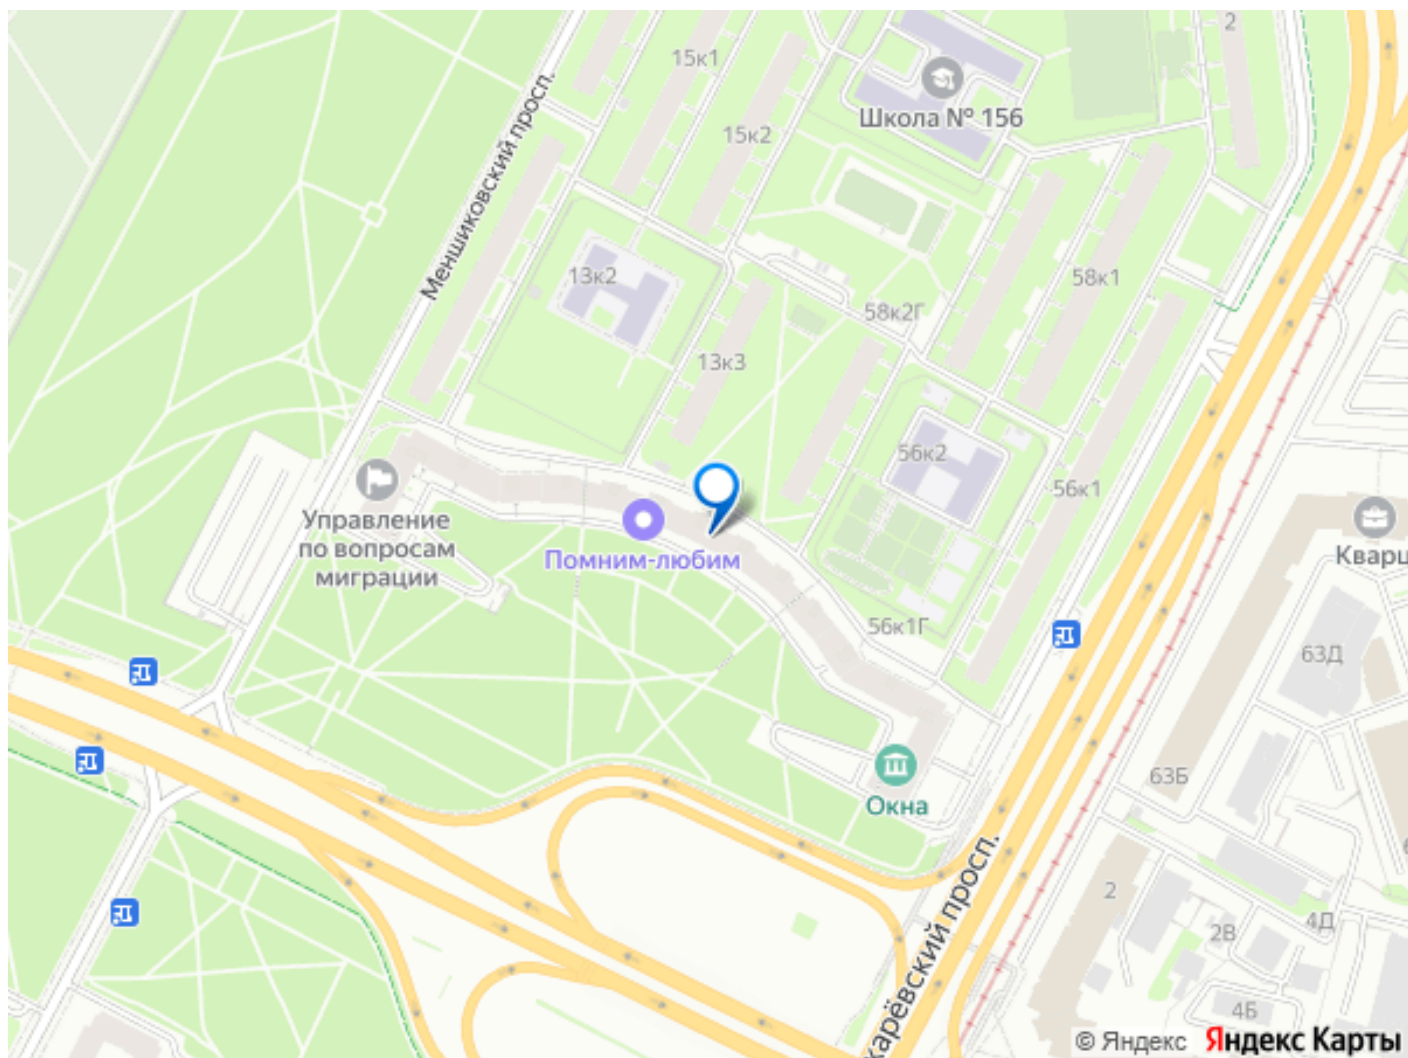 2
15к1
Школа № 156
15к2
Меншиковский просп.
13к2
58к1
58к2Г
13к3
56к2
56к1
Управление
по вопросам
миграции
Помним-любим
Кварц
56к1Г
63Д
63Б
Окна
2
карёвский просп.
2В
4Д
4Б
© Яндекс Яндекс Карты